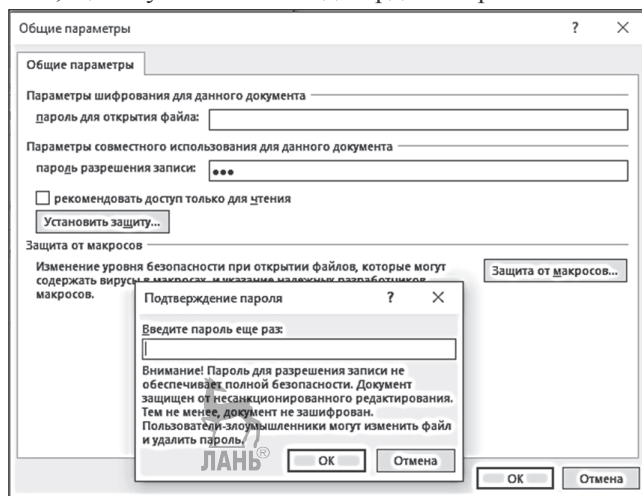 Общие параметры ? ×
Общие параметры
Параметры шифрования для данного документа
пароль для открытия файла:
Параметры совместного использования для данного документа
пароль разрешения записи: •••
рекомендовать доступ только для чтения
Установить защиту...
Защита от макросов
Изменение уровня безопасности при открытии файлов, которые могут
содержать вирусы в макросах, и указание надежных разработчиков
макросов.
Защита от макросов...
Подтверждение пароля ? ×
Введите пароль еще раз:
Внимание! Пароль для разрешения записи не
обеспечивает полной безопасности. Документ
защищен от несанкционированного редактирования.
Тем не менее, документ не зашифрован.
Пользователи-злоумышленники могут изменить файл
и удалить пароль.
ЛАНЬ®
ОК Отмена
ОК Отмена